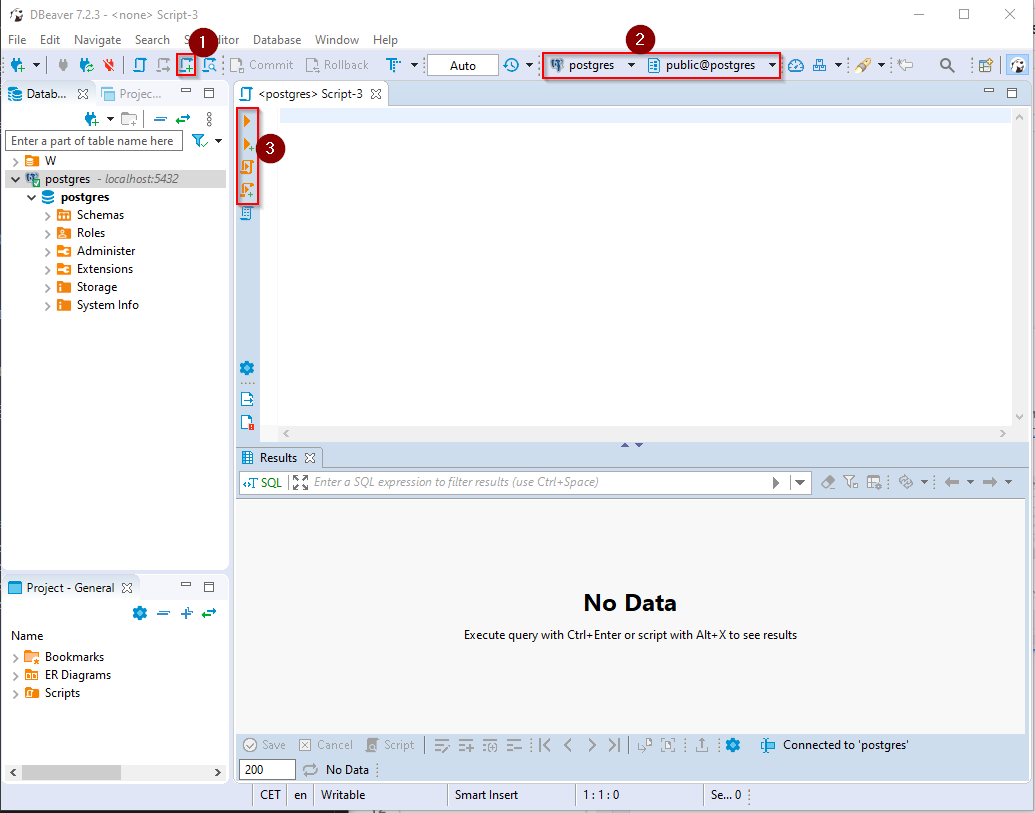 DBeaver 7.2.3 - <none> Script-3
File Edit Navigate Search Editor Database Window Help
1
2
Commit Rollback T Auto postgres public@postgres
Datab... Projec... <postgres> Script-3
Enter a part of table name here
3
W
postgres - localhost:5432
postgres
Schemas
Roles
Administer
Extensions
Storage
System Info
Results
SQL Enter a SQL expression to filter results (use Ctrl+Space)
No Data
Execute query with Ctrl+Enter or script with Alt+X to see results
Project - General
Name
Bookmarks
ER Diagrams
Scripts
Save Cancel Script Connected to 'postgres'
200 No Data
CET en Writable Smart Insert 1 : 1 : 0 Se... 0